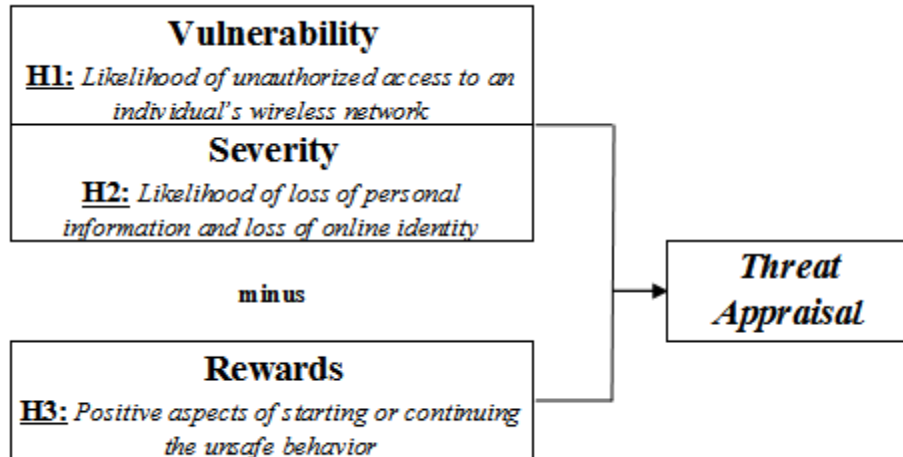 Vulnerability
H1: Likelihood of unauthorized access to an
individual's wireless network
Severity
H2: Likelihood of loss of personal
information and loss of online identity
minus
Rewards
H3: Positive aspects of starting or continuing
the unsafe behavior
Threat
Appraisal